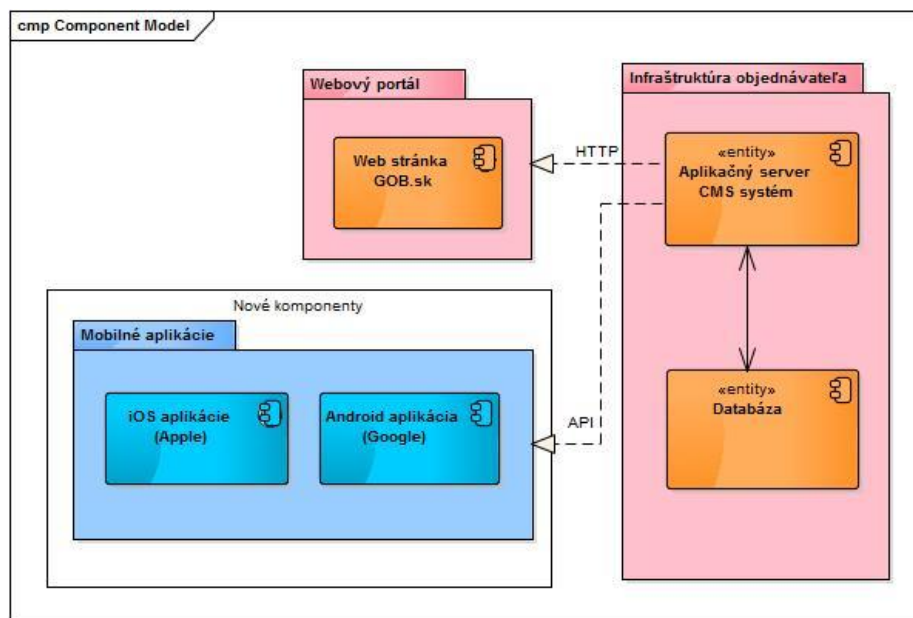 cmp Component Model
Webový portál
Web stránka
GOB.sk
HTTP
Infraštruktúra objednávateľa
«entity»
Aplikačný server
CMS systém
Nové komponenty
Mobilné aplikácie
iOS aplikácie
(Apple)
Android aplikácia
(Google)
API
«entity»
Databáza